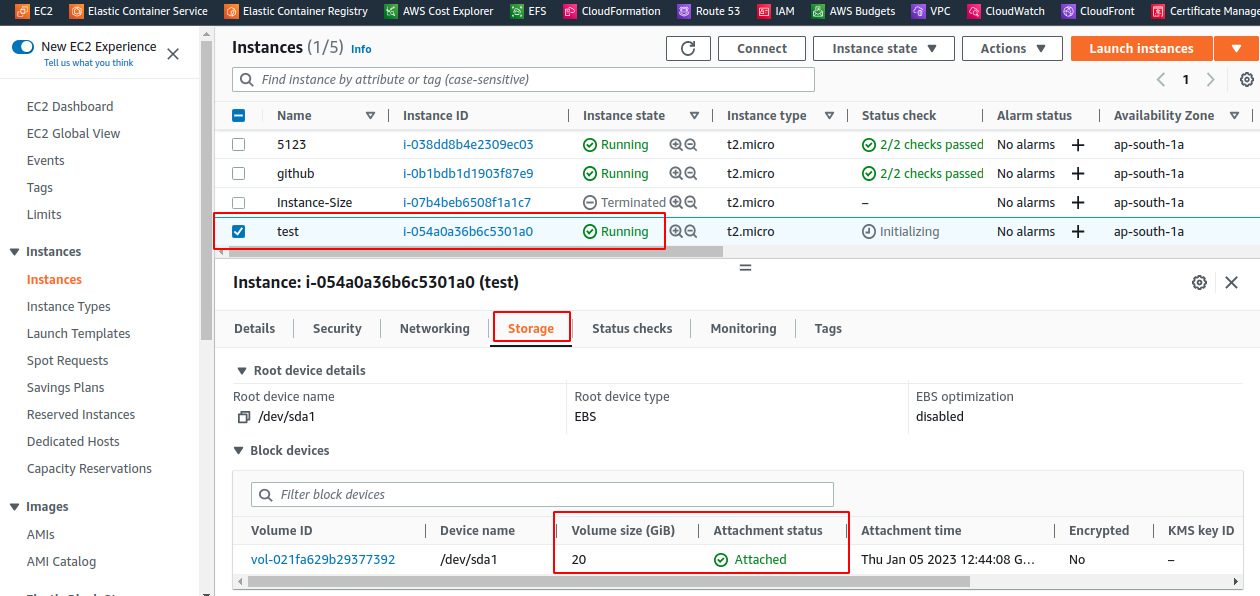 EC2 Elastic Container Service Elastic Container Registry AWS Cost Explorer EFS CloudFormation Route 53 IAM AWS Budgets VPC CloudWatch CloudFront Certificate Manage
New EC2 Experience
Tell us what you think
EC2 Dashboard
EC2 Global View
Events
Tags
Limits
Instances
Instances
Instance Types
Launch Templates
Spot Requests
Savings Plans
Reserved Instances
Dedicated Hosts
Capacity Reservations
Images
AMIs
AMI Catalog
Instances (1/5) Info
Connect Instance state Actions Launch instances
Find instance by attribute or tag (case-sensitive)
1
Name Instance ID Instance state Instance type Status check Alarm status Availability Zone
5123 i-038dd8b4e2309ec03 Running t2.micro 2/2 checks passed No alarms ap-south-1a
github i-0b1bdb1d1903f87e9 Running t2.micro 2/2 checks passed No alarms ap-south-1a
Instance-Size i-07b4beb6508f1a1c7 Terminated t2.micro – No alarms ap-south-1a
test i-054a0a36b6c5301a0 Running t2.micro Initializing No alarms ap-south-1a
Instance: i-054a0a36b6c5301a0 (test)
Details Security Networking Storage Status checks Monitoring Tags
Root device details
Root device name Root device type EBS optimization
/dev/sda1 EBS disabled
Block devices
Filter block devices
Volume ID Device name Volume size (GiB) Attachment status Attachment time Encrypted KMS key ID
vol-021fa629b29377392 /dev/sda1 20 Attached Thu Jan 05 2023 12:44:08 G... No –